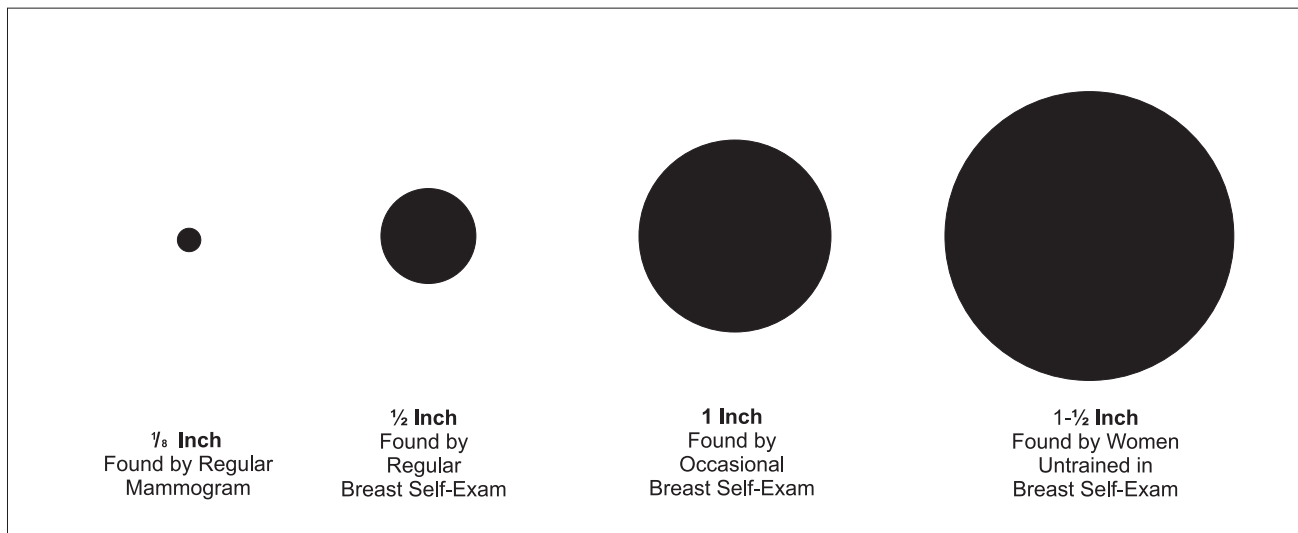 ⅛ Inch
Found by Regular
Mammogram
½ Inch
Found by
Regular
Breast Self-Exam
1 Inch
Found by
Occasional
Breast Self-Exam
1-½ Inch
Found by Women
Untrained in
Breast Self-Exam